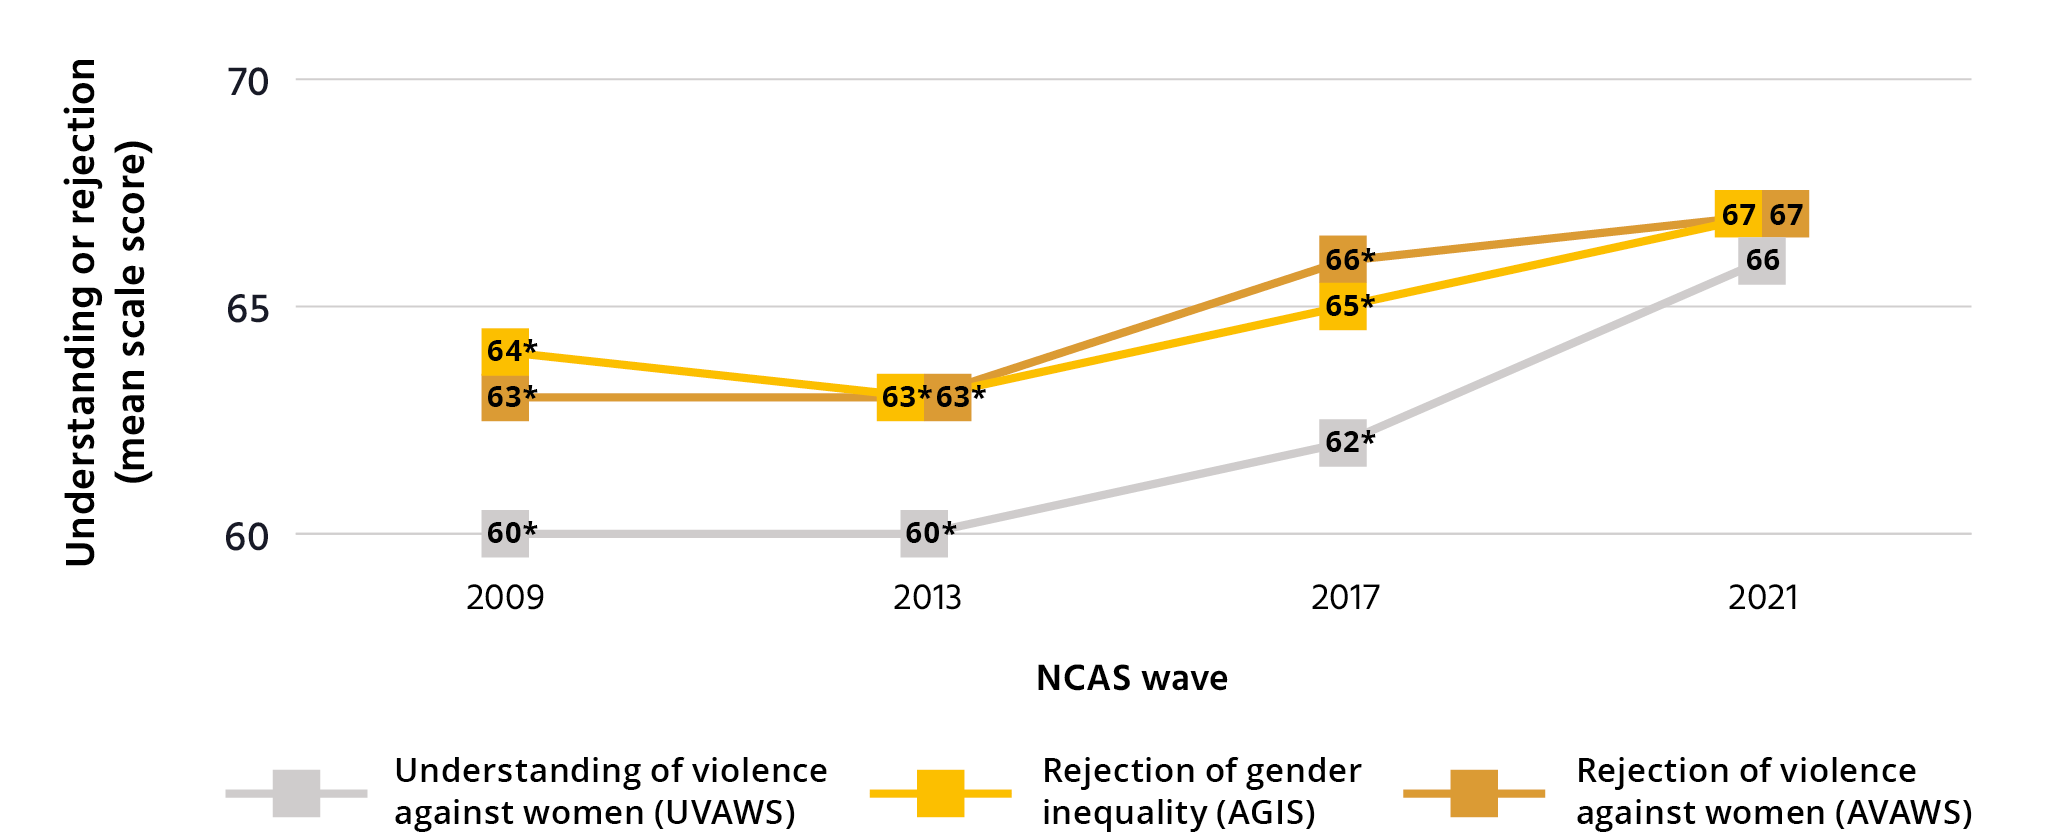 Understanding or rejection
(mean scale score)
70
65
60
64*
63*
60*
63*
63*
60*
66*
65*
62*
67
67
66
2009
2013
2017
2021
NCAS wave
Understanding of violence
against women (UVAWS)
Rejection of gender
inequality (AGIS)
Rejection of violence
against women (AVAWS)